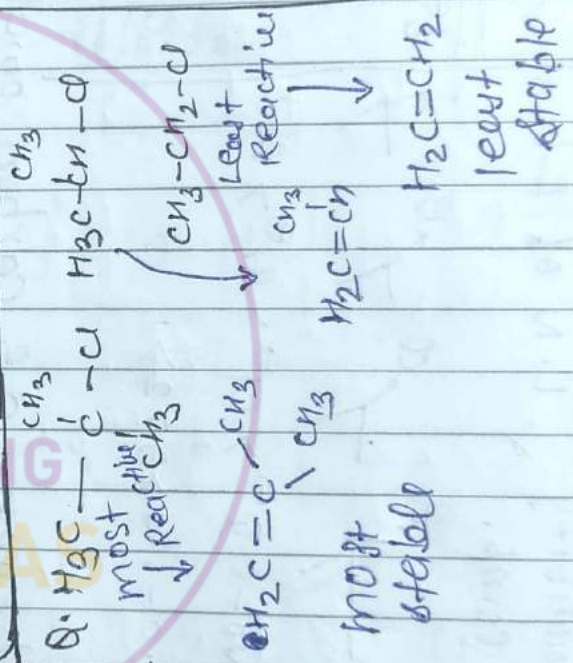 CH3 CH3
Q. H3C — C — Cl H3C-CH-Cl
CH3
most Reactive
CH3-CH2-Cl
Least Reactive
CH3
CH2=C
CH3
CH3
H2C=CH
H2C=CH2
most stable
least stable